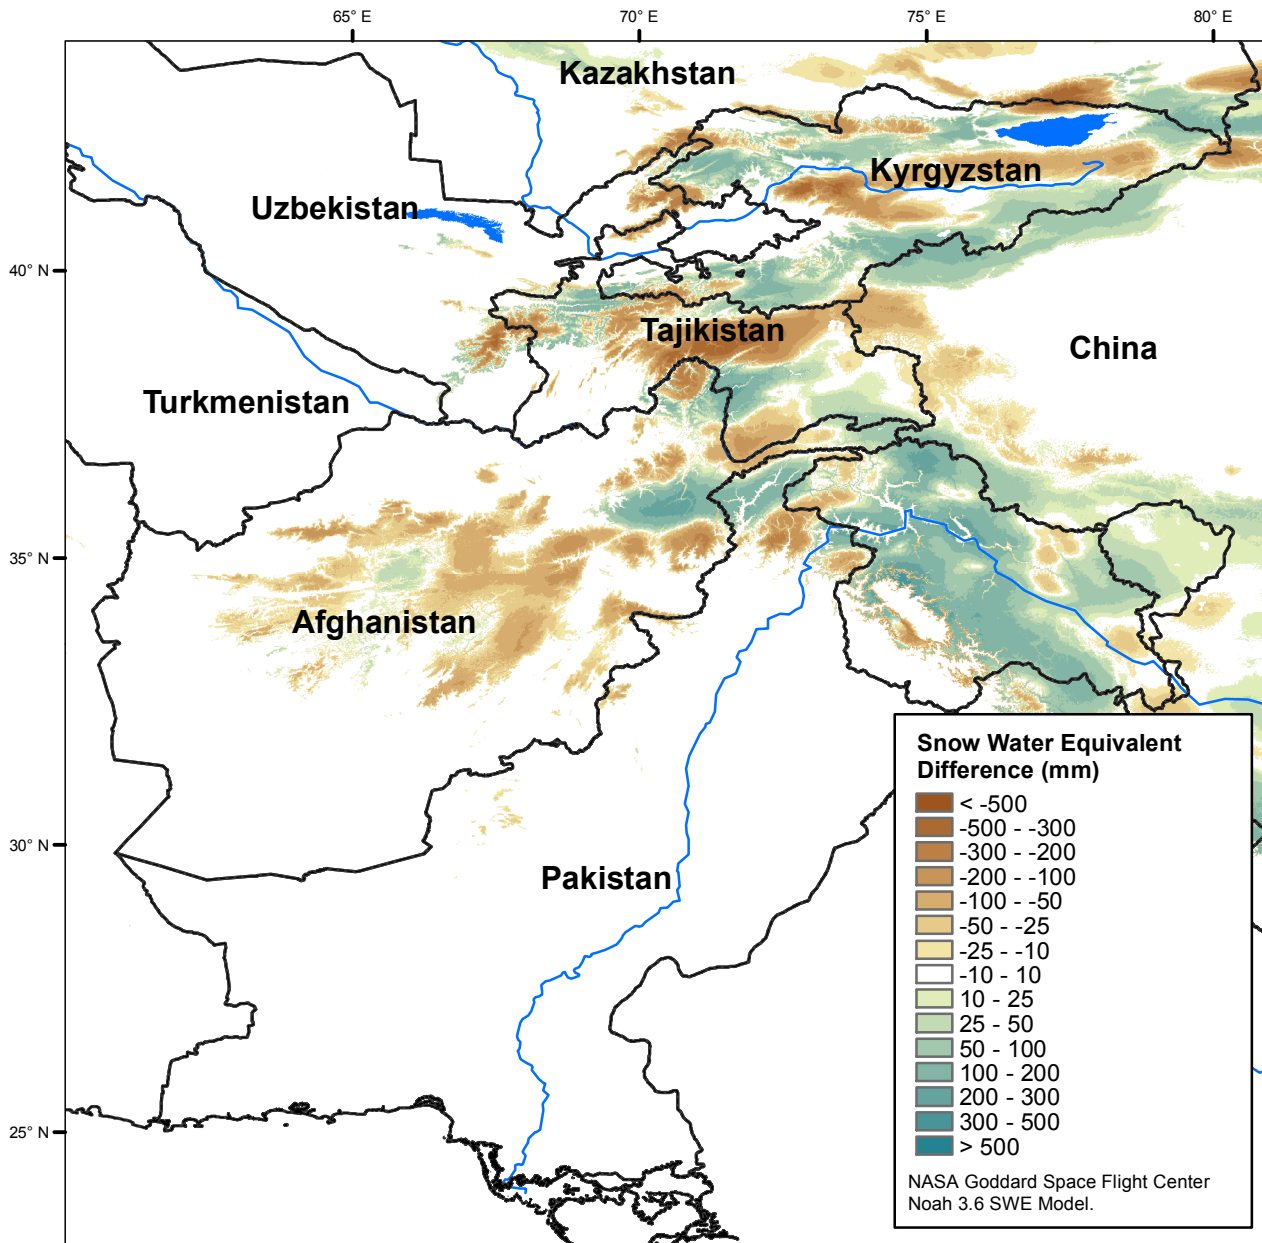 65° E
70° E
75° E
80° E
Kazakhstan
Kyrgyzstan
Uzbekistan
40° N
Tajikistan
China
Turkmenistan
35° N
Afghanistan
Snow Water Equivalent
Difference (mm)
< -500
-500 - -300
-300 - -200
-200 - -100
-100 - -50
-50 - -25
-25 - -10
-10 - 10
10 - 25
25 - 50
50 - 100
100 - 200
200 - 300
300 - 500
> 500
NASA Goddard Space Flight Center
Noah 3.6 SWE Model.
30° N
Pakistan
25° N